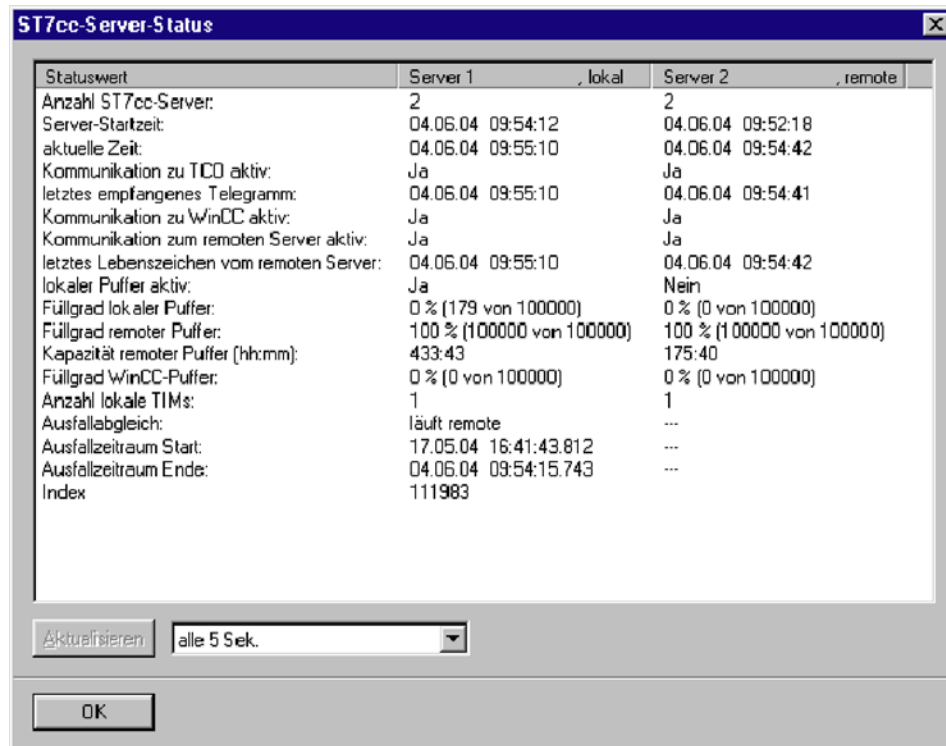 ST7cc-Server-Status
Statuswert Server 1 , lokal Server 2 , remote
Anzahl ST7cc-Server: 2 2
Server-Startzeit: 04.06.04 09:54:12 04.06.04 09:52:18
aktuelle Zeit: 04.06.04 09:55:10 04.06.04 09:54:42
Kommunikation zu TCO aktiv: Ja Ja
letztes empfangenes Telegramm: 04.06.04 09:55:10 04.06.04 09:54:41
Kommunikation zu WinCC aktiv: Ja Ja
Kommunikation zum remoten Server aktiv: Ja Ja
letztes Lebenszeichen vom remoten Server: 04.06.04 09:55:10 04.06.04 09:54:42
lokaler Puffer aktiv: Ja Nein
Füllgrad lokaler Puffer: 0 % (179 von 100000) 0 % (0 von 100000)
Füllgrad remoter Puffer: 100 % (100000 von 100000) 100 % (100000 von 100000)
Kapazität remoter Puffer (hh:mm): 433:43 175:40
Füllgrad WinCC-Puffer: 0 % (0 von 100000) 0 % (0 von 100000)
Anzahl lokale TIMs: 1 1
Ausfallabgleich: läuft remote ---
Ausfallzeitraum Start: 17.05.04 16:41:43.812 ---
Ausfallzeitraum Ende: 04.06.04 09:54:15.743 ---
Index 111983
Aktualisieren alle 5 Sek.
OK